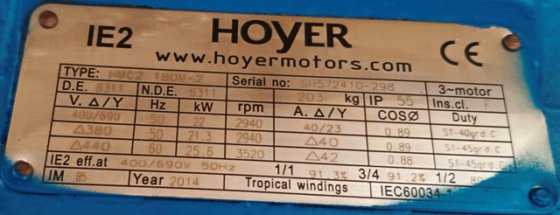 IE2 HOYER CE
www.hoyermotors.com
TYPE: HMC2 180M-2 Serial no: SH572410-298 3~motor
D.E. 6311 N.D.E. 6311 203 kg IP 55 Ins.cl. F
V. Δ/Y Hz kW rpm A. Δ/Y COSØ Duty
400/690 50 22 2940 40/23 0.89 S1-40grd.C
Δ380 50 21.3 2940 Δ40 0.89 S1-45grd.C
Δ440 60 25.6 3520 Δ42 0.88 S1-45grd.C
IE2 eff.at 400/690V 50Hz 1/1 91.3% 3/4 91.2% 1/2
IM B5 Year 2014 Tropical windings IEC60034-1